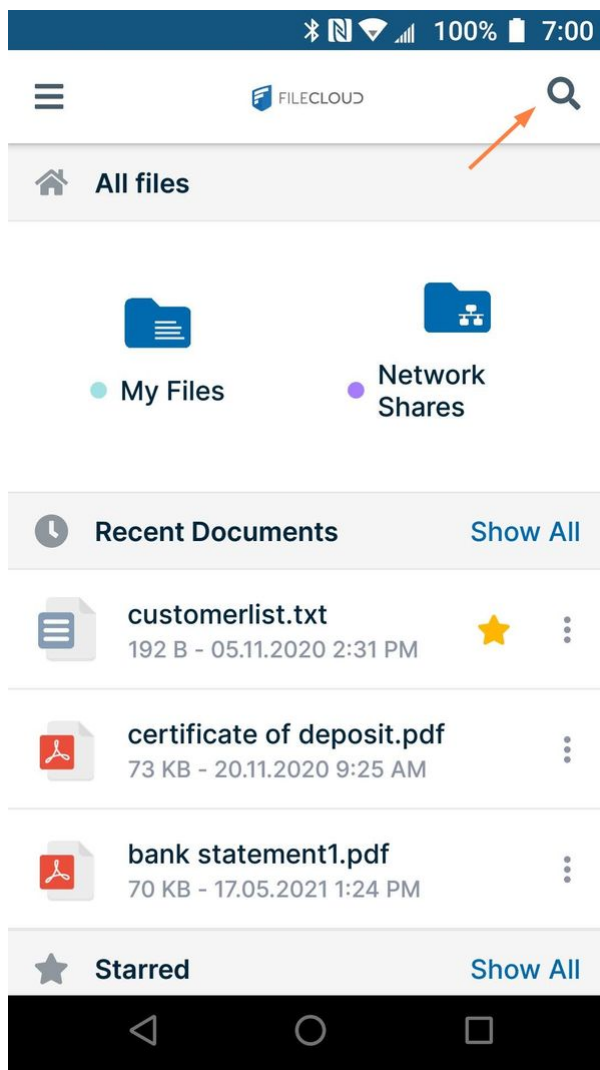 100% 7:00
FILECLOUD
All files
My Files
Network
Shares
Recent Documents Show All
customerlist.txt
192 B - 05.11.2020 2:31 PM
certificate of deposit.pdf
73 KB - 20.11.2020 9:25 AM
bank statement1.pdf
70 KB - 17.05.2021 1:24 PM
Starred Show All